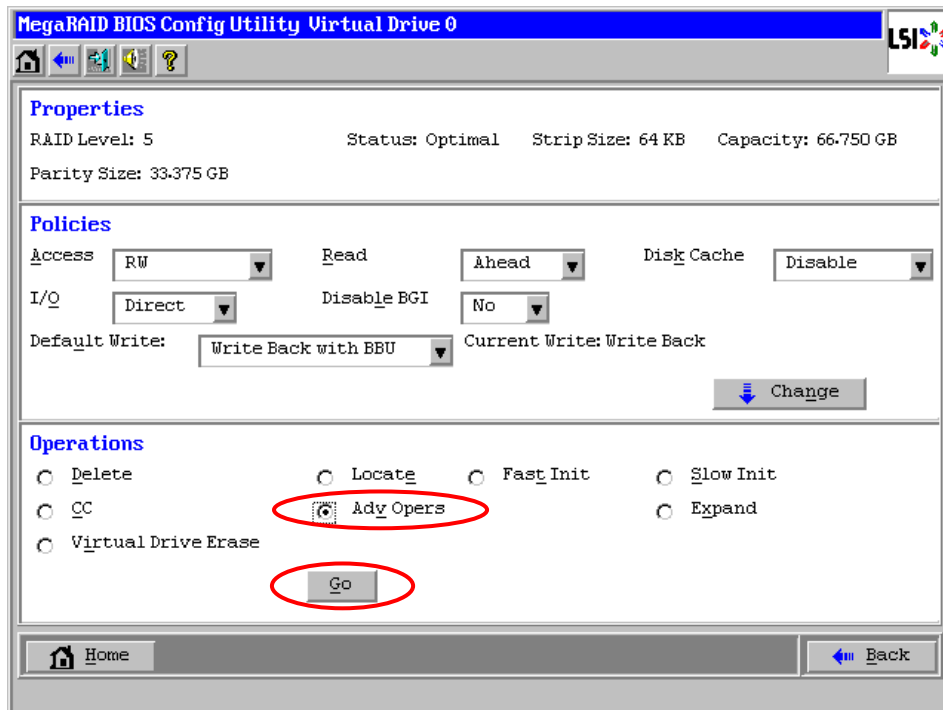 MegaRAID BIOS Config Utility Virtual Drive 0
LSI
Properties
RAID Level: 5 Status: Optimal Strip Size: 64 KB Capacity: 66.750 GB
Parity Size: 33.375 GB
Policies
Access RW Read Ahead Disk Cache Disable
I/O Direct Disable BGI No
Default Write: Write Back with BBU Current Write: Write Back
Change
Operations
Delete Locate Fast Init Slow Init
CC Adv Opers Expand
Virtual Drive Erase
Go
Home Back